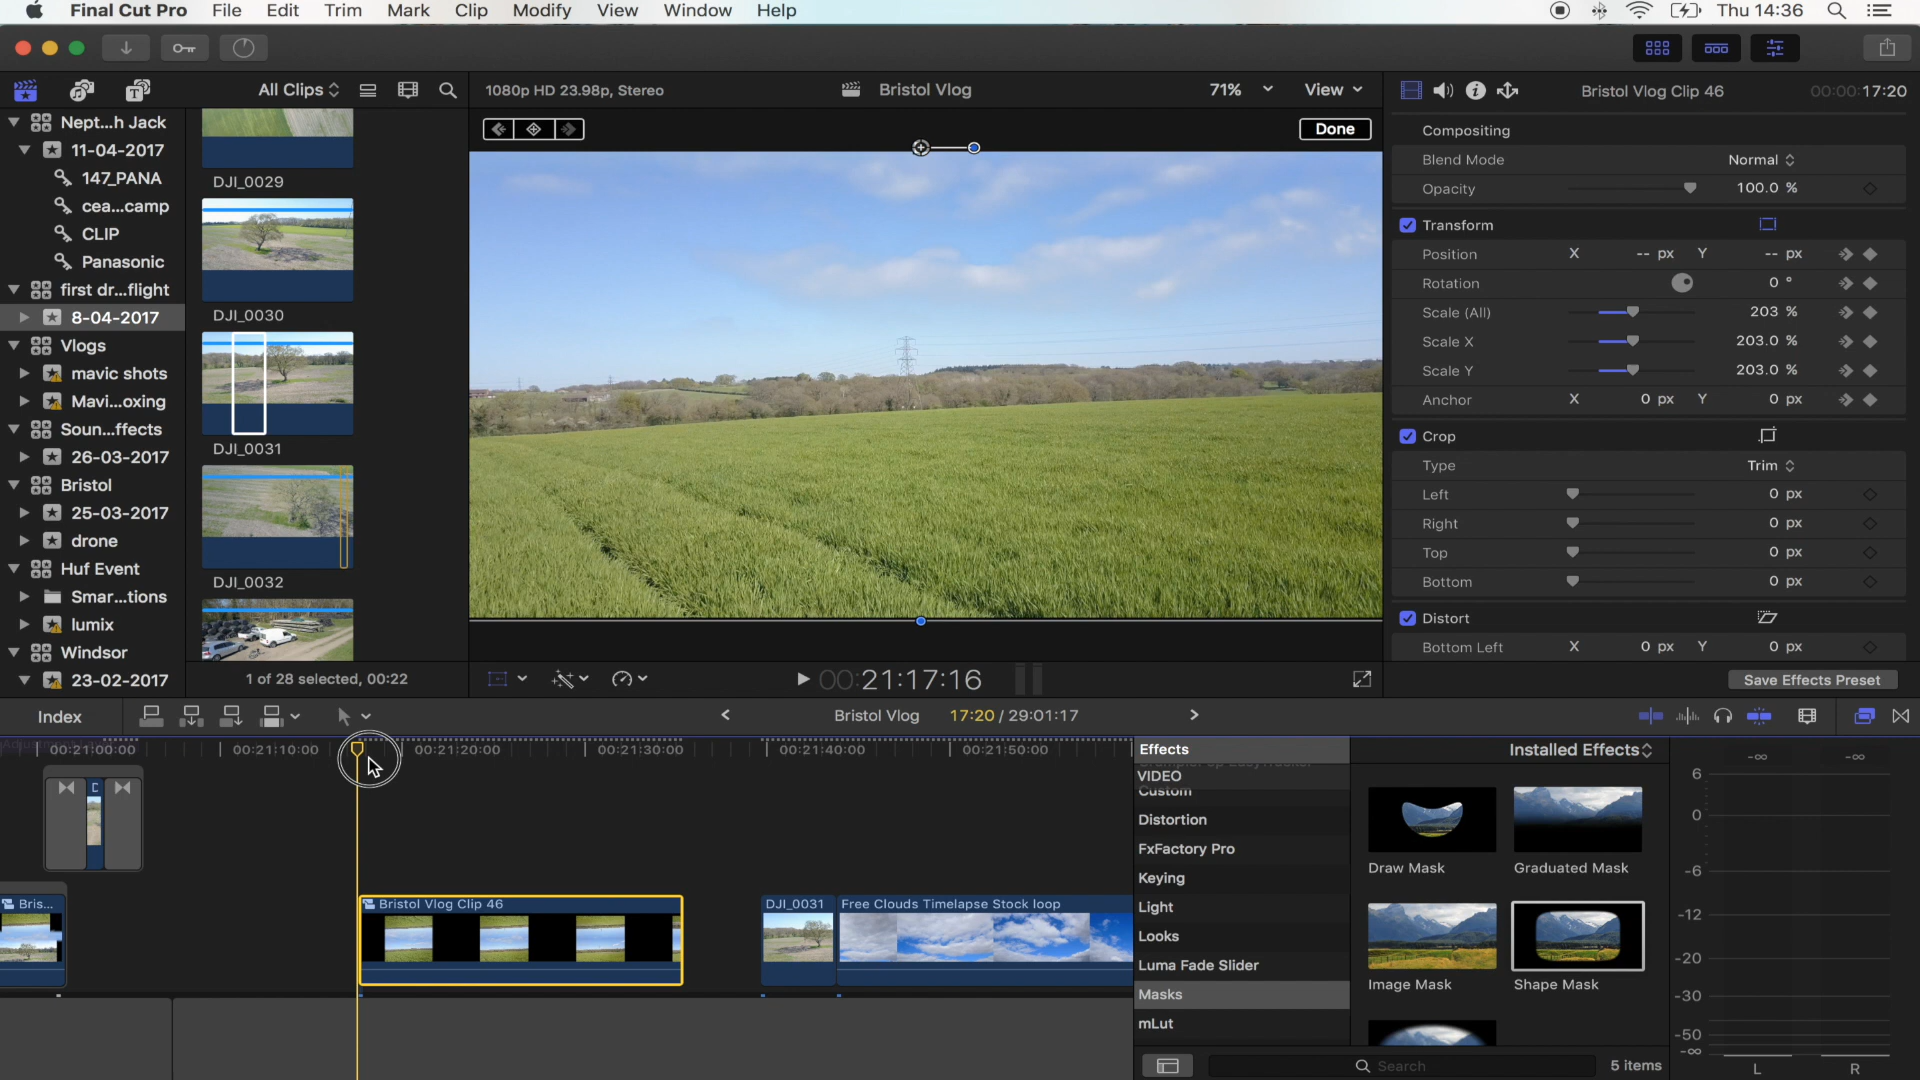 Final Cut Pro File Edit Trim Mark Clip Modify View Window Help Thu 14:36
All Clips
1080p HD 23.98p, Stereo Bristol Vlog 71% View
Bristol Vlog Clip 46 00:00:17:20
Nept...h Jack
11-04-2017
147_PANA
cea...camp
CLIP
Panasonic
first dr...flight
8-04-2017
Vlogs
mavic shots
Mavi...oxing
Soun...ffects
26-03-2017
Bristol
25-03-2017
drone
Huf Event
Smar...tions
lumix
Windsor
23-02-2017
DJI_0029
DJI_0030
DJI_0031
DJI_0032
1 of 28 selected, 00:22
Done
00:21:17:16
Compositing
Blend Mode Normal
Opacity 100.0 %
Transform
Position X -- px Y -- px
Rotation 0 °
Scale (All) 203 %
Scale X 203.0 %
Scale Y 203.0 %
Anchor X 0 px Y 0 px
Crop
Type Trim
Left 0 px
Right 0 px
Top 0 px
Bottom 0 px
Distort
Bottom Left X 0 px Y 0 px
Save Effects Preset
Index
Bristol Vlog 17:20 / 29:01:17
00:21:00:00 00:21:10:00 00:21:20:00 00:21:30:00 00:21:40:00 00:21:50:00
D
Bris...
Bristol Vlog Clip 46
DJI_0031
Free Clouds Timelapse Stock loop
Effects
Installed Effects
VIDEO
Custom
Distortion
FxFactory Pro
Keying
Light
Looks
Luma Fade Slider
Masks
mLut
Draw Mask
Graduated Mask
Image Mask
Shape Mask
Search
5 items
-∞ -∞
6
0
-6
-12
-20
-30
-50
-∞
L R